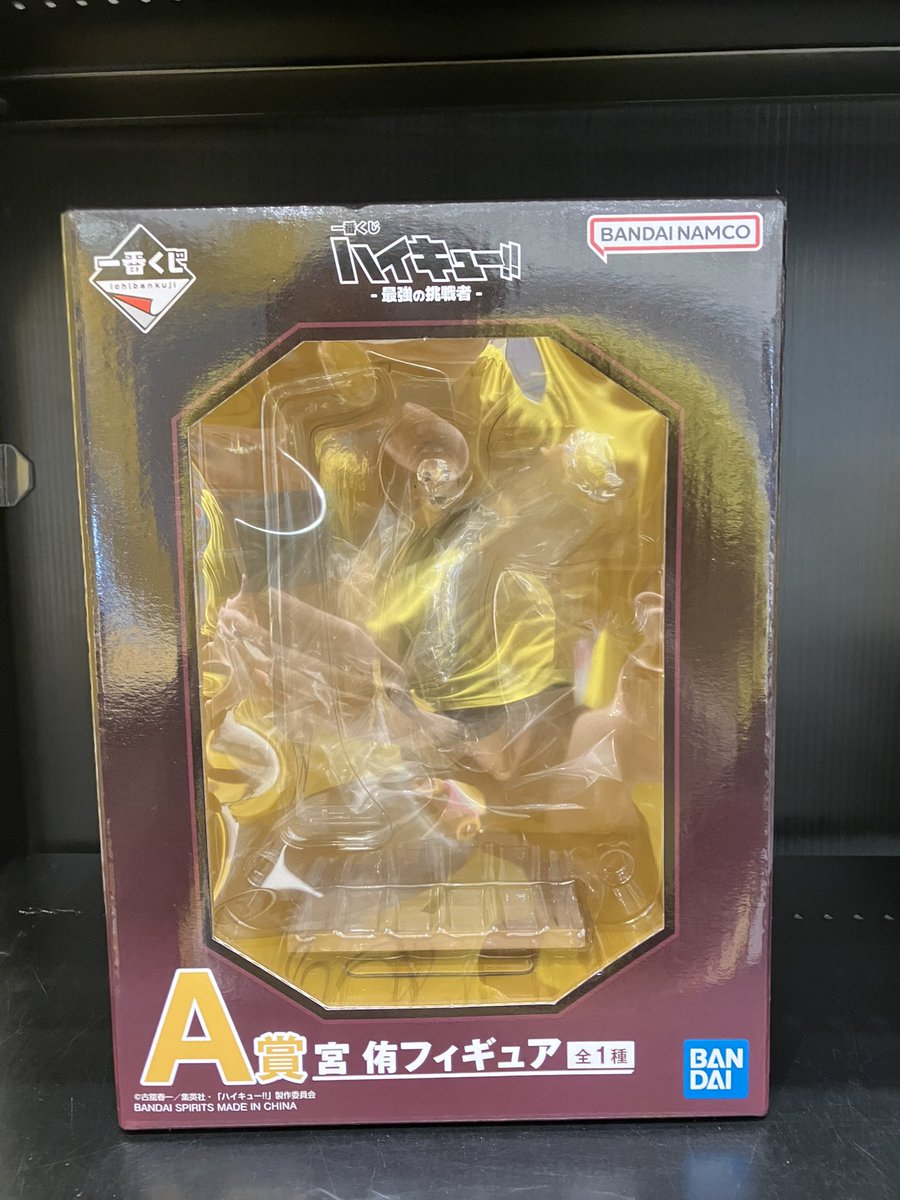 一番くじ
ichibankuji
一番くじ
ハイキュー!!
- 最強の挑戦者 -
BANDAI NAMCO
A賞 宮 侑フィギュア 全1種
©古舘春一／集英社・「ハイキュー!!」製作委員会
BANDAI SPIRITS MADE IN CHINA
BAN
DAI